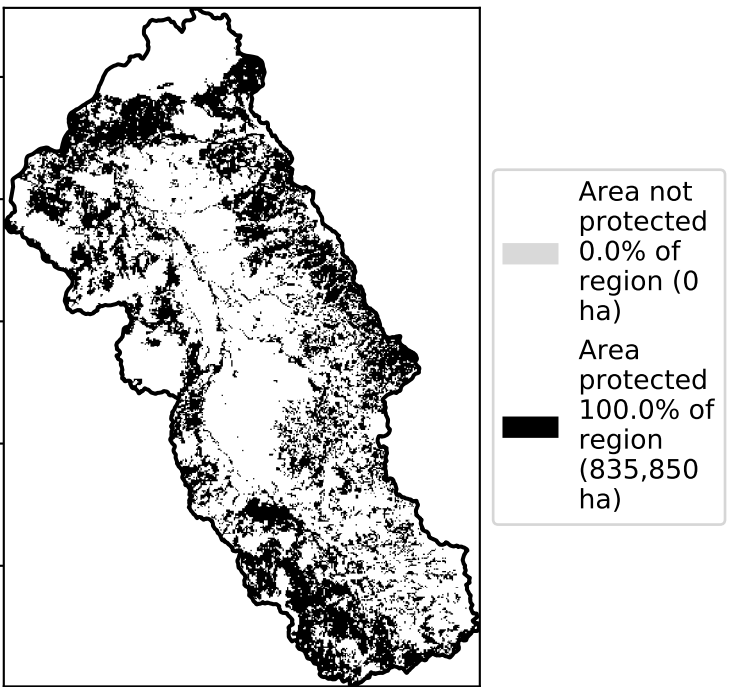 Area not
protected
0.0% of
region (0
ha)
Area
protected
100.0% of
region
(835,850
ha)